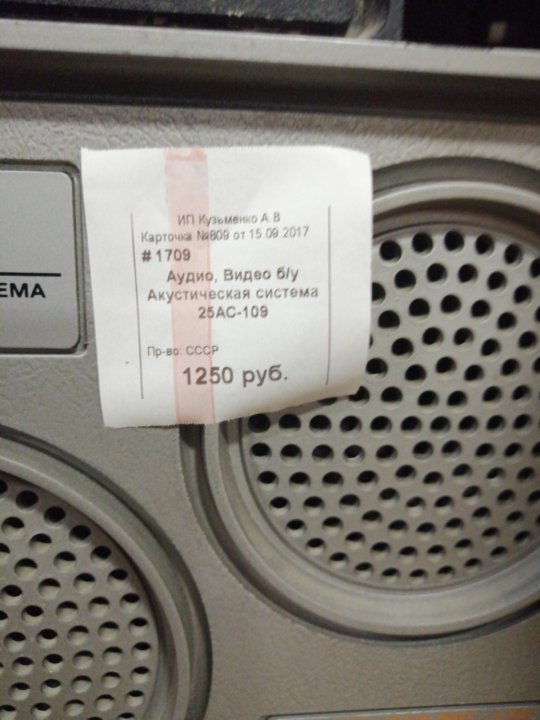 ИП Кузьменко А.В
Карточка №809 от 15.09.2017
#1709
Аудио, Видео б/у
Акустическая система
25АС-109
Пр-во: СССР
1250 руб.
ЕМА